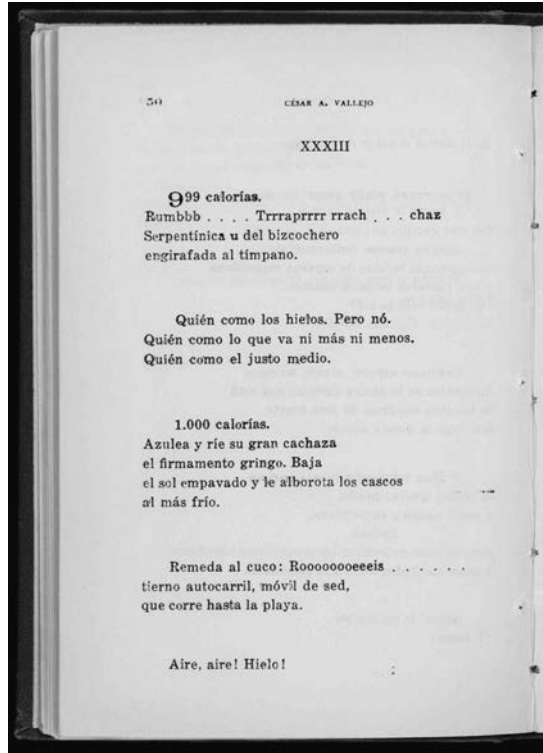 50
CÉSAR A. VALLEJO
XXXIII
999 calorías.
Rumbbb . . . . Trrraprrrr rrach . . . chaz
Serpentínica u del bizcochero
engirafada al tímpano.
Quién como los hielos. Pero nó.
Quién como lo que va ni más ni menos.
Quién como el justo medio.
1.000 calorías.
Azulea y ríe su gran cachaza
el firmamento gringo. Baja
el sol empavado y le alborota los cascos
al más frío.
Remeda al cuco: Roooooooeeeis . . . . . .
tierno autocarril, móvil de sed,
que corre hasta la playa.
Aire, aire! Hielo!